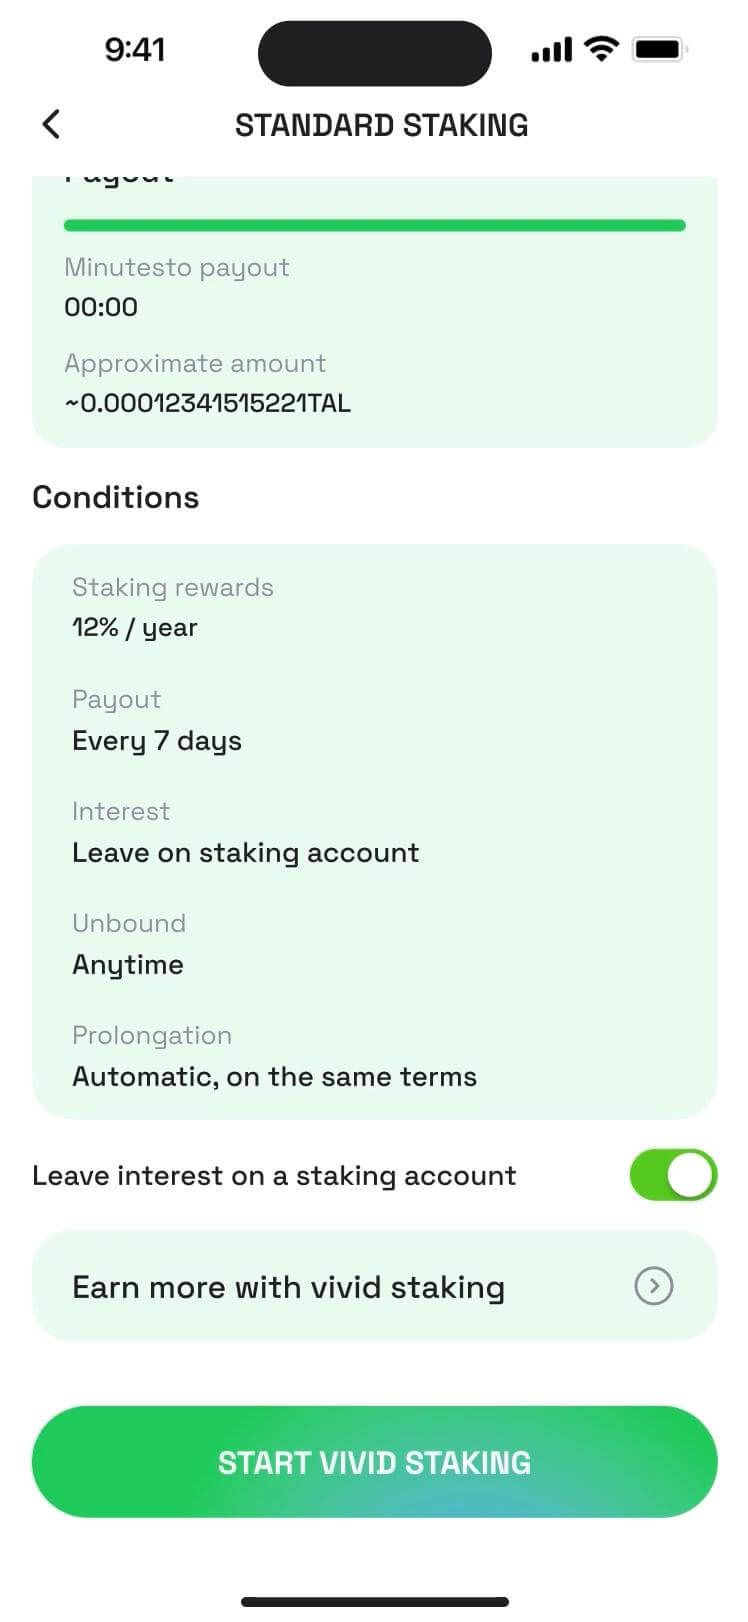 9:41
STANDARD STAKING
Payout
Minutesto payout
00:00
Approximate amount
~0.00012341515221TAL
Conditions
Staking rewards
12% / year
Payout
Every 7 days
Interest
Leave on staking account
Unbound
Anytime
Prolongation
Automatic, on the same terms
Leave interest on a staking account
Earn more with vivid staking
START VIVID STAKING